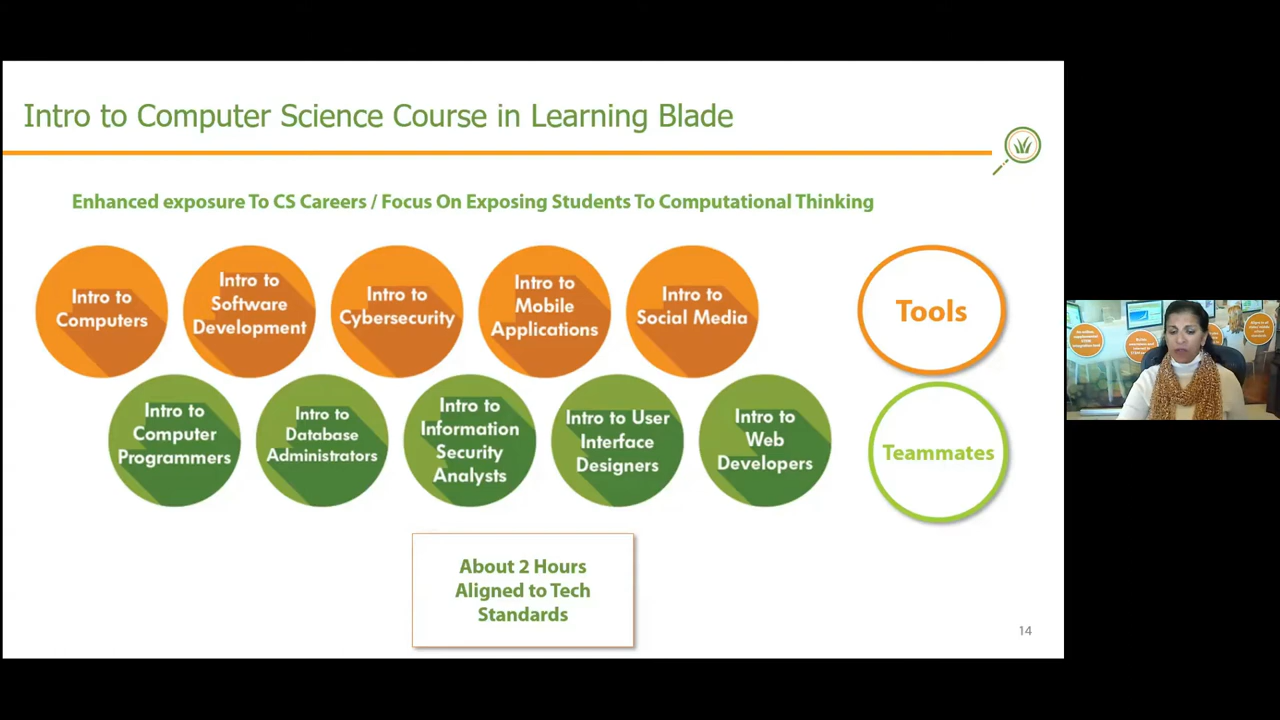 Intro to Computer Science Course in Learning Blade
Enhanced exposure To CS Careers / Focus On Exposing Students To Computational Thinking
Intro to
Computers
Intro to
Software
Development
Intro to
Cybersecurity
Intro to
Mobile
Applications
Intro to
Social Media
Tools
Intro to
Computer
Programmers
Intro to
Database
Administrators
Intro to
Information
Security
Analysts
Intro to User
Interface
Designers
Intro to
Web
Developers
Teammates
About 2 Hours
Aligned to Tech
Standards
14